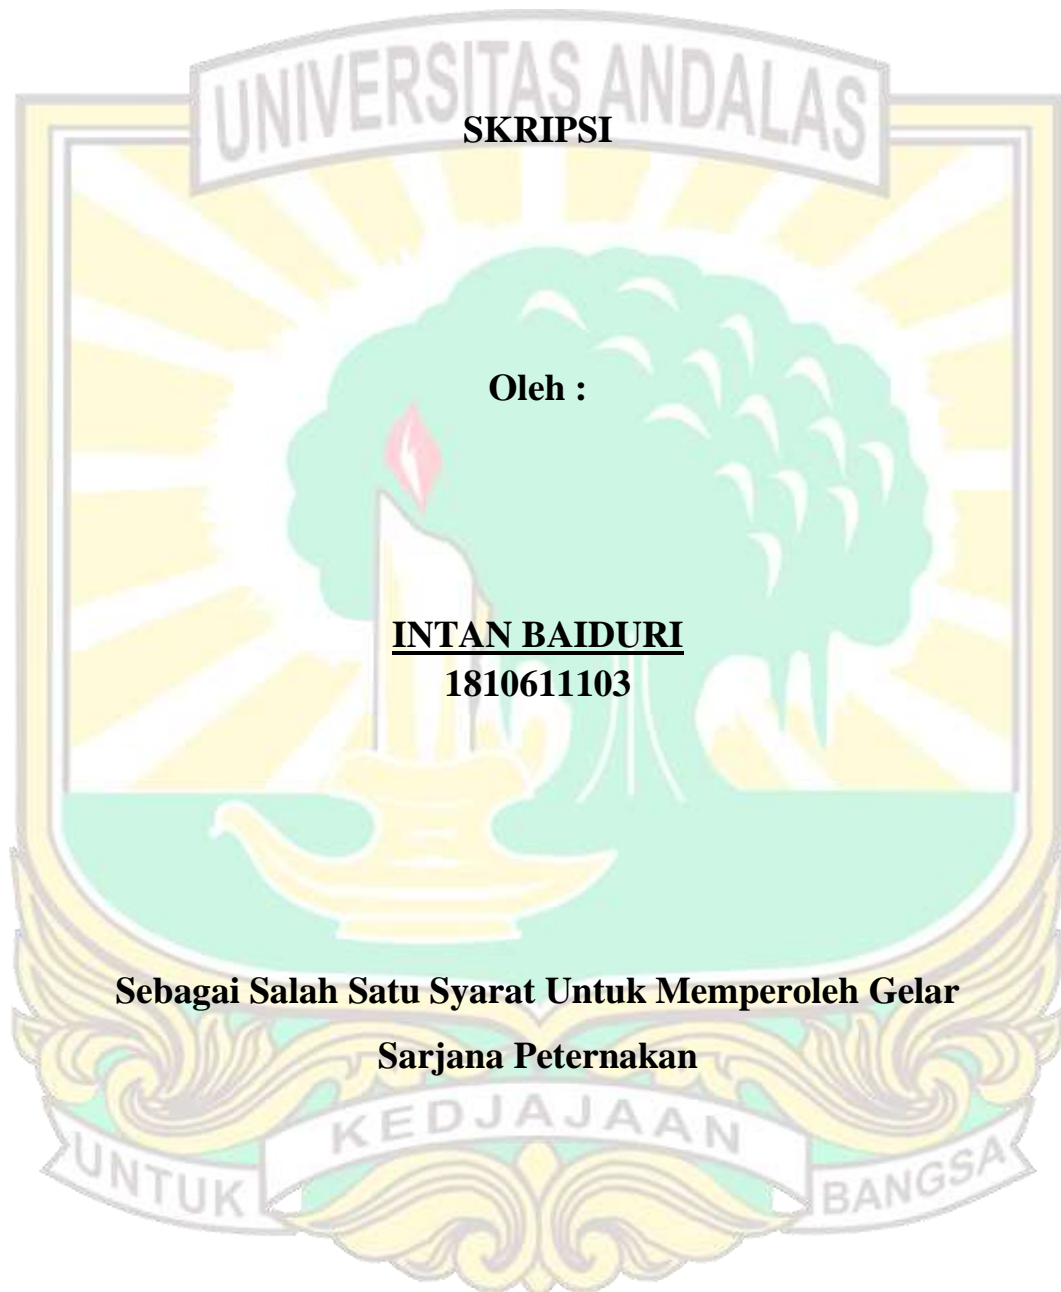 UNIVERSITAS ANDALAS
SKRIPSI
Oleh :
INTAN BAIDURI
1810611103
Sebagai Salah Satu Syarat Untuk Memperoleh Gelar
Sarjana Peternakan
UNTUK KEDJAJAAN BANGSA